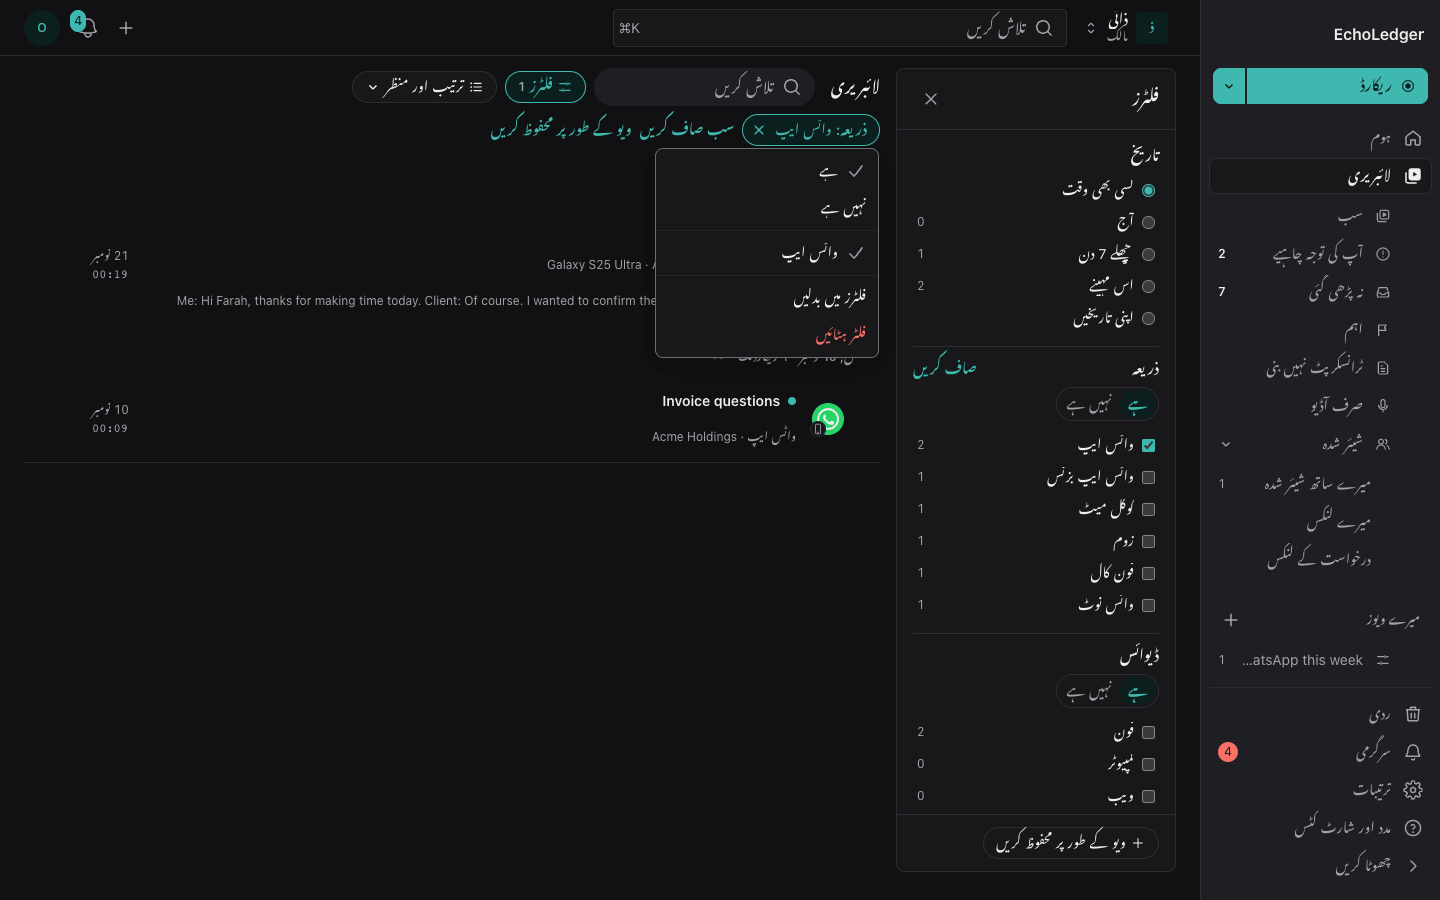 EchoLedger
ریکارڈ
ہوم
لائبریری
سب
آپ کی توجہ چاہیے 2
نہ پڑھی گئی 7
اہم
ٹرانسکرپٹ نہیں بنی
صرف آڈیو
شیئر شدہ
میرے ساتھ شیئر شدہ 1
میرے لنکس
درخواست کے لنکس
میرے ویوز
…atsApp this week 1
ردی
سرگرمی 4
ترتیبات
مدد اور شارٹ کٹس
چھوٹا کریں
ذ
ذاتی
مالک
تلاش کریں ⌘K
4
O
فلٹرز
تاریخ
کسی بھی وقت
آج 0
پچھلے 7 دن 1
اس مہینے 2
اپنی تاریخیں
ذریعہ صاف کریں
ہے نہیں ہے
واٹس ایپ 2
واٹس ایپ بزنس 1
گوگل میٹ 1
زوم 1
فون کال 1
وائس نوٹ 1
ڈیوائس
ہے نہیں ہے
فون 2
کمپیوٹر 0
ویب 0
ویو کے طور پر محفوظ کریں
لائبریری
تلاش کریں
فلٹرز 1
ترتیب اور منظر
ذریعہ: واٹس ایپ
سب صاف کریں
ویو کے طور پر محفوظ کریں
ہے
نہیں ہے
واٹس ایپ
فلٹرز میں بدلیں
فلٹر ہٹائیں
21 نومبر
00:19
Galaxy S25 Ultra ·
Me: Hi Farah, thanks for making time today. Client: Of course. I wanted to confirm the
Invoice questions
واٹس ایپ · Acme Holdings
10 نومبر
00:09